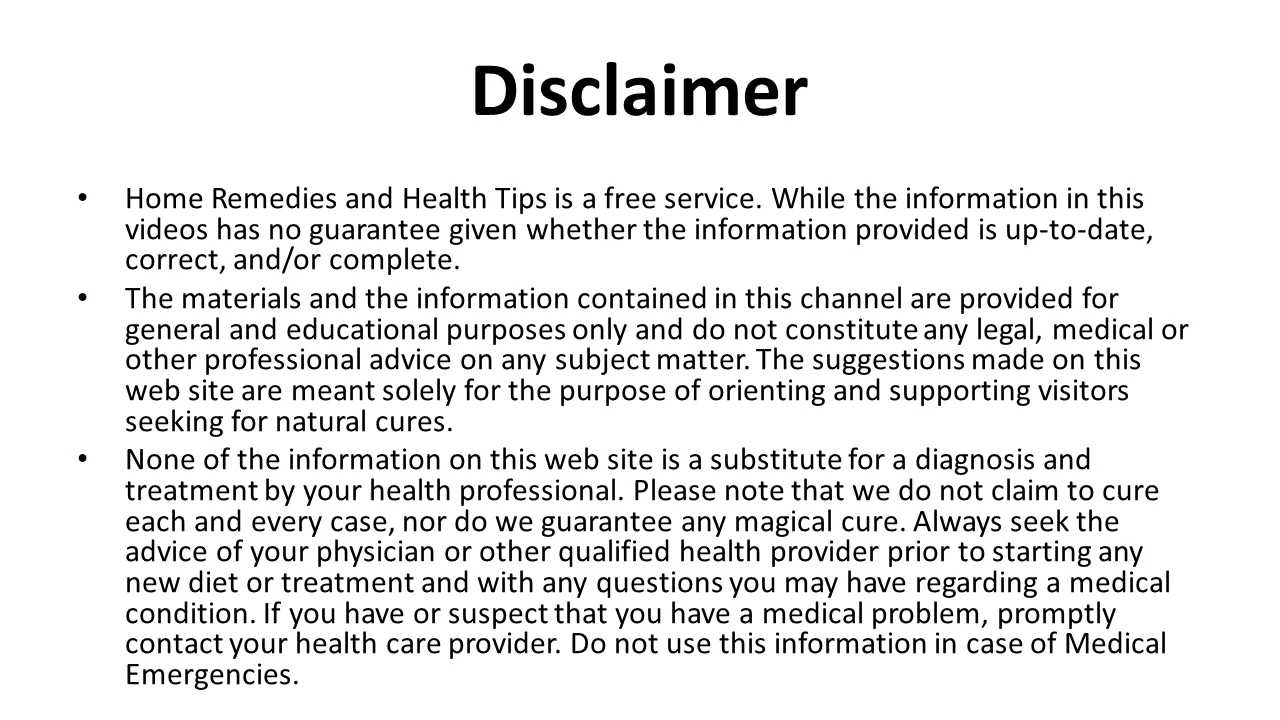 Disclaimer
• Home Remedies and Health Tips is a free service. While the information in this
videos has no guarantee given whether the information provided is up-to-date,
correct, and/or complete.
• The materials and the information contained in this channel are provided for
general and educational purposes only and do not constitute any legal, medical or
other professional advice on any subject matter. The suggestions made on this
web site are meant solely for the purpose of orienting and supporting visitors
seeking for natural cures.
• None of the information on this web site is a substitute for a diagnosis and
treatment by your health professional. Please note that we do not claim to cure
each and every case, nor do we guarantee any magical cure. Always seek the
advice of your physician or other qualified health provider prior to starting any
new diet or treatment and with any questions you may have regarding a medical
condition. If you have or suspect that you have a medical problem, promptly
contact your health care provider. Do not use this information in case of Medical
Emergencies.